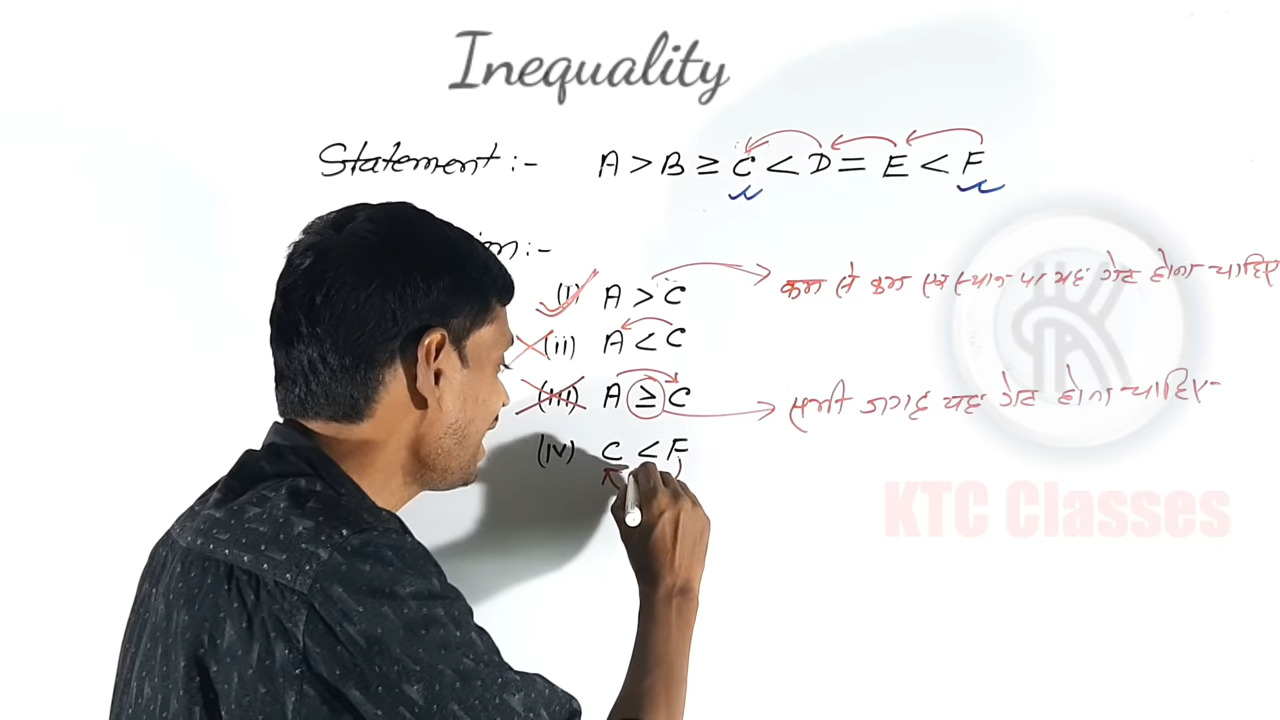 Inequality
Statement :- A > B ≥ C < D = E < F
:-
(i) A > C कम से कम एक स्थान पर यह गेट होना चाहिए
(ii) A < C
(iii) A ≥ C सभी जगह यह गेट होना चाहिए-
(iv) C < F
KTC Classes